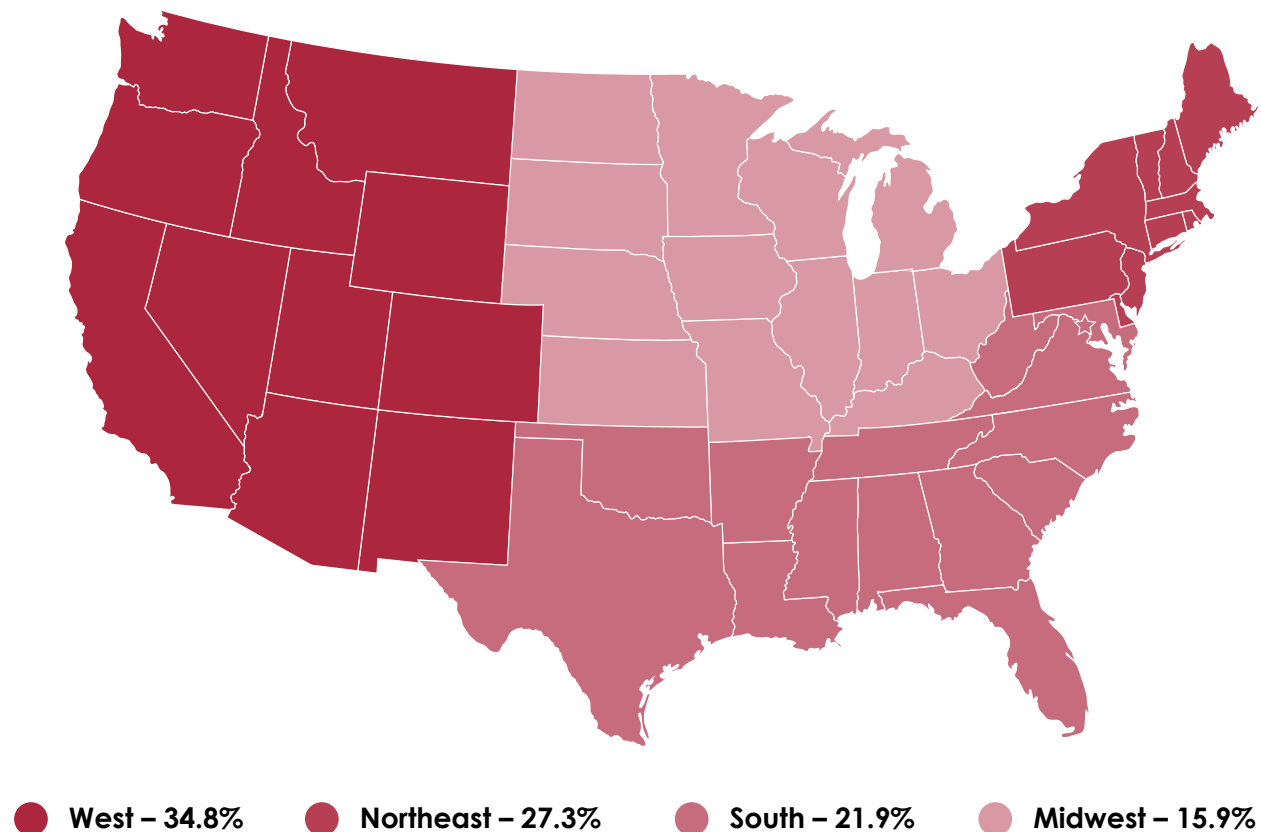 West – 34.8% Northeast – 27.3% South – 21.9% Midwest – 15.9%